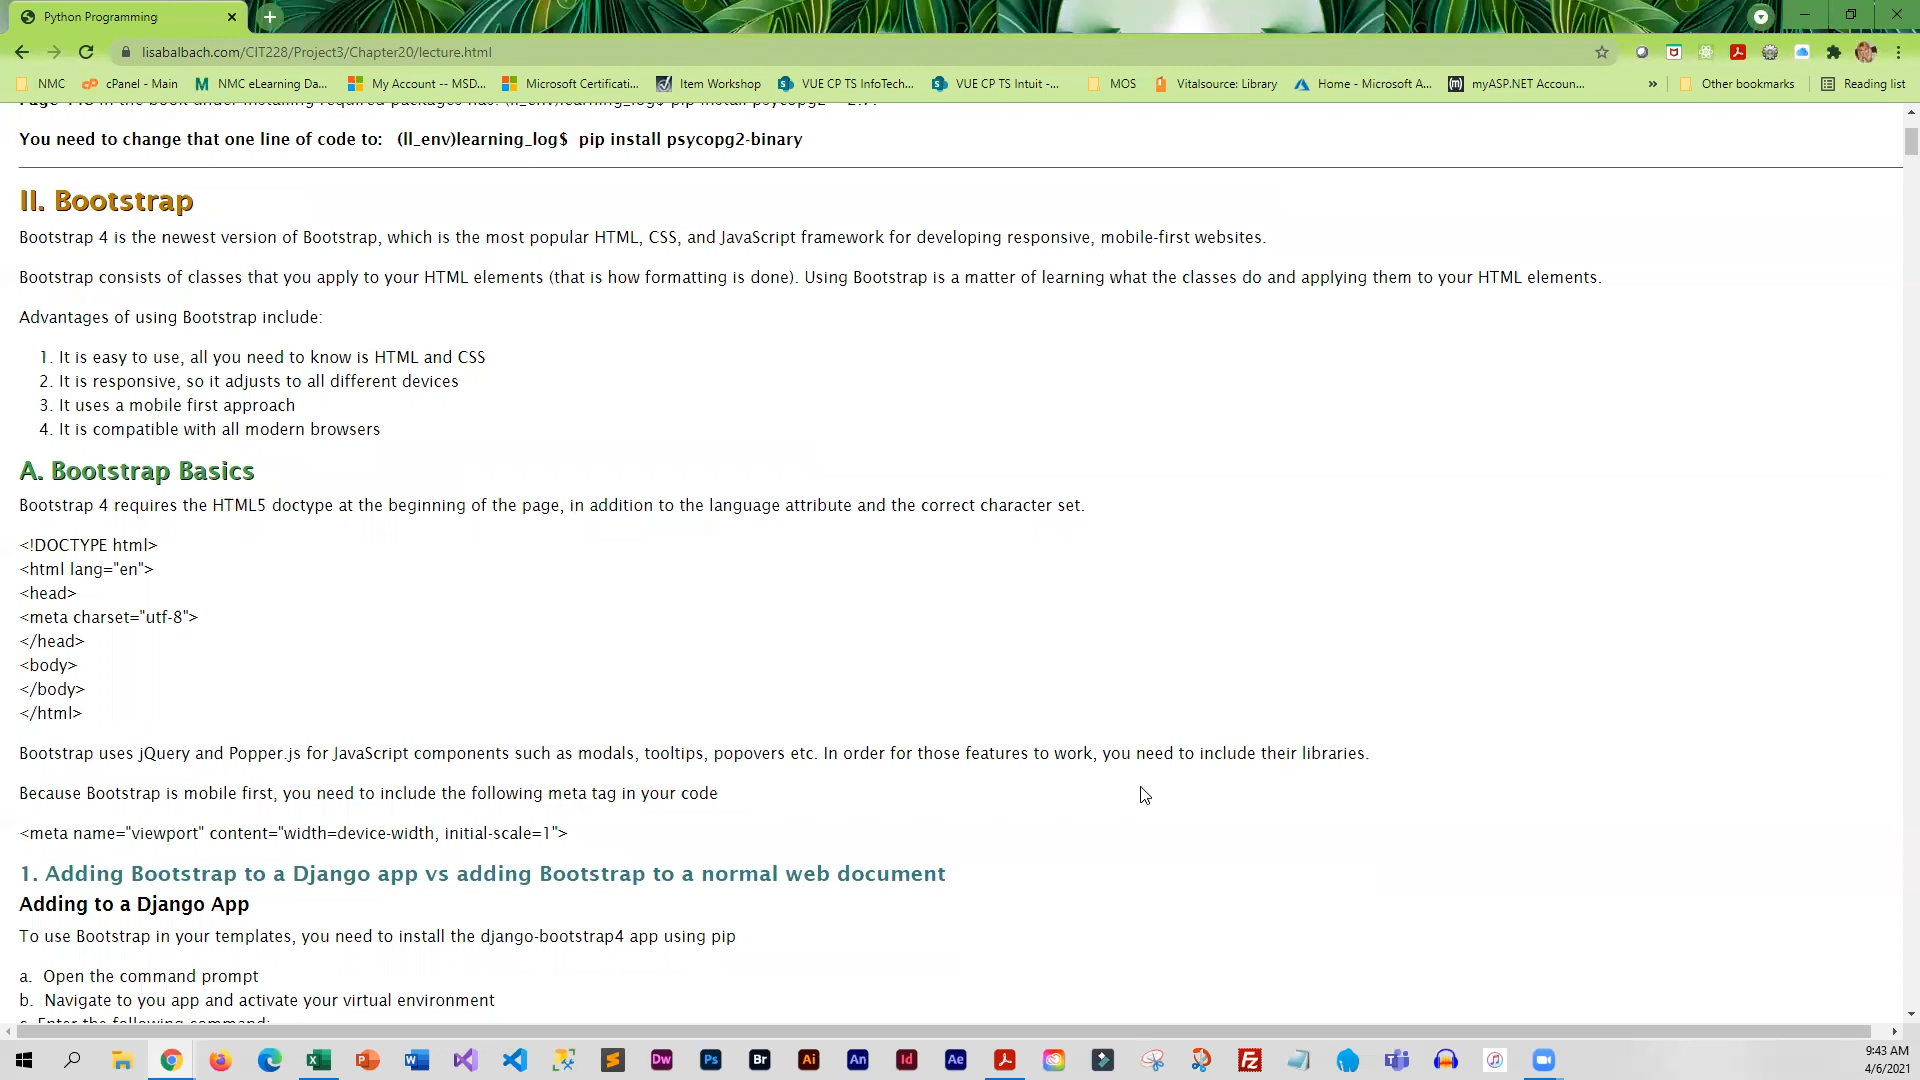 Python Programming
lisabalbach.com/CIT228/Project3/Chapter20/lecture.html
NMC
cPanel - Main
NMC eLearning Da...
My Account -- MSD...
Microsoft Certificati...
Item Workshop
VUE CP TS InfoTech...
VUE CP TS Intuit -...
MOS
Vitalsource: Library
Home - Microsoft A...
myASP.NET Accoun...
»
Other bookmarks
Reading list
You need to change that one line of code to: (ll_env)learning_log$ pip install psycopg2-binary
II. Bootstrap
Bootstrap 4 is the newest version of Bootstrap, which is the most popular HTML, CSS, and JavaScript framework for developing responsive, mobile-first websites.
Bootstrap consists of classes that you apply to your HTML elements (that is how formatting is done). Using Bootstrap is a matter of learning what the classes do and applying them to your HTML elements.
Advantages of using Bootstrap include:
1. It is easy to use, all you need to know is HTML and CSS
2. It is responsive, so it adjusts to all different devices
3. It uses a mobile first approach
4. It is compatible with all modern browsers
A. Bootstrap Basics
Bootstrap 4 requires the HTML5 doctype at the beginning of the page, in addition to the language attribute and the correct character set.
<!DOCTYPE html>
<html lang="en">
<head>
<meta charset="utf-8">
</head>
<body>
</body>
</html>
Bootstrap uses jQuery and Popper.js for JavaScript components such as modals, tooltips, popovers etc. In order for those features to work, you need to include their libraries.
Because Bootstrap is mobile first, you need to include the following meta tag in your code
<meta name="viewport" content="width=device-width, initial-scale=1">
1. Adding Bootstrap to a Django app vs adding Bootstrap to a normal web document
Adding to a Django App
To use Bootstrap in your templates, you need to install the django-bootstrap4 app using pip
a. Open the command prompt
b. Navigate to you app and activate your virtual environment
c. Enter the following command:
Dw
Ps
Br
Ai
An
Id
Ae
9:43 AM
4/6/2021